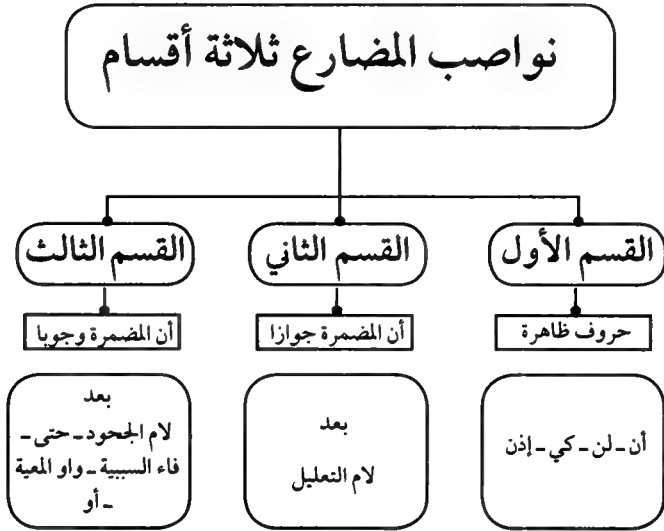 نواصب المضارع ثلاثة أقسام
القسم الأول
القسم الثاني
القسم الثالث
حروف ظاهرة
أن المضمرة جوازا
أن المضمرة وجوبا
أن ـ لن ـ كي ـ إذن
بعد
لام التعليل
بعد
لام الجحود ـ حتى ـ
فاء السببية ـ واو المعية
ـ أو